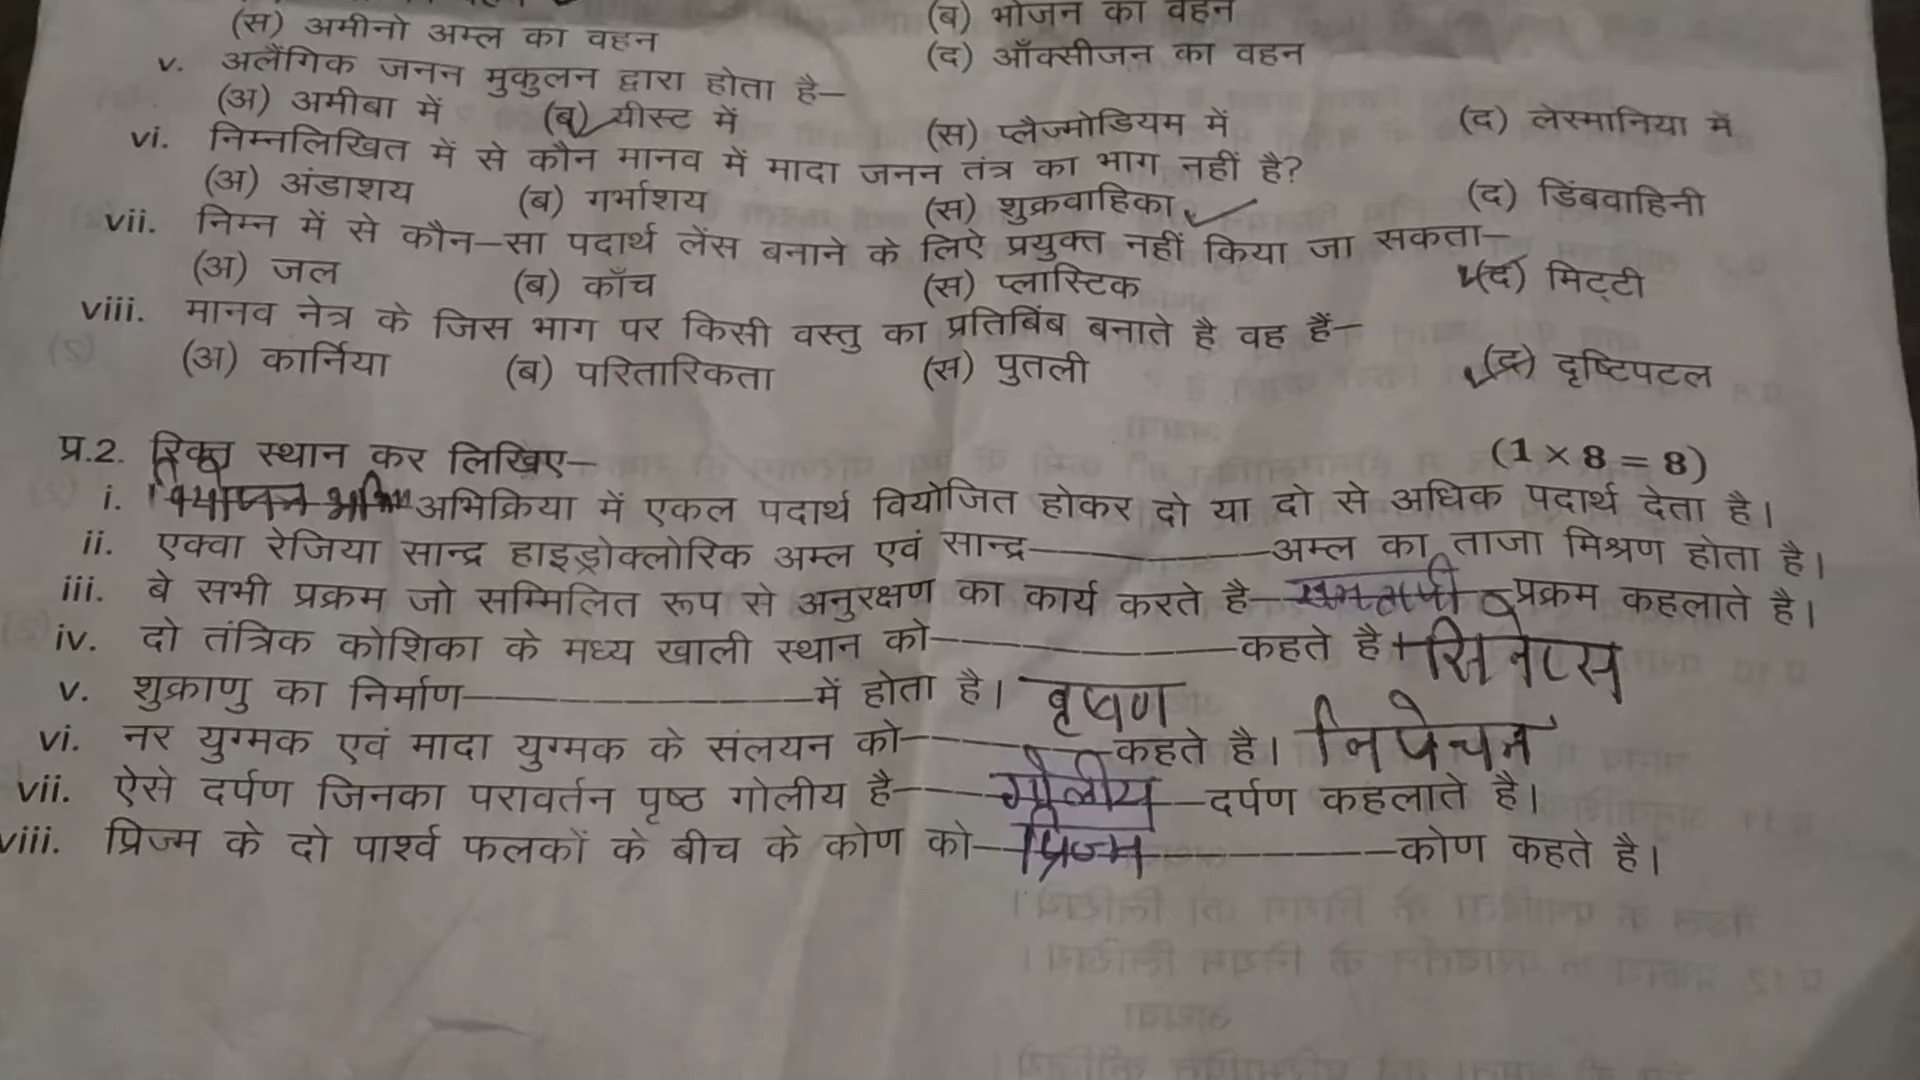 (स) अमीनो अम्ल का वहन (ब) भोजन का वहन
(द) ऑक्सीजन का वहन
v. अलैंगिक जनन मुकुलन द्वारा होता है–
(अ) अमीबा में (ब) यीस्ट में (स) प्लैज्मोडियम में (द) लेस्मानिया में
vi. निम्नलिखित में से कौन मानव में मादा जनन तंत्र का भाग नहीं है?
(अ) अंडाशय (ब) गर्भाशय (स) शुक्रवाहिका (द) डिंबवाहिनी
vii. निम्न में से कौन–सा पदार्थ लेंस बनाने के लिऐ प्रयुक्त नहीं किया जा सकता–
(अ) जल (ब) काँच (स) प्लास्टिक (द) मिट्टी
viii. मानव नेत्र के जिस भाग पर किसी वस्तु का प्रतिबिंब बनाते है वह हैं–
(अ) कार्निया (ब) परितारिकता (स) पुतली (द) दृष्टिपटल
प्र.2. रिक्त स्थान कर लिखिए– (1 × 8 = 8)
i. वियोजन अभिक्रिया में एकल पदार्थ वियोजित होकर दो या दो से अधिक पदार्थ देता है।
ii. एक्वा रेजिया सान्द्र हाइड्रोक्लोरिक अम्ल एवं सान्द्र————अम्ल का ताजा मिश्रण होता है।
iii. बे सभी प्रक्रम जो सम्मिलित रूप से अनुरक्षण का कार्य करते है– प्रक्रम कहलाते है।
iv. दो तंत्रिक कोशिका के मध्य खाली स्थान को————कहते है। सिनेप्स
v. शुक्राणु का निर्माण————में होता है। वृषण
vi. नर युग्मक एवं मादा युग्मक के संलयन को————कहते है। निषेचन
vii. ऐसे दर्पण जिनका परावर्तन पृष्ठ गोलीय है——गोलीय—दर्पण कहलाते है।
viii. प्रिज्म के दो पार्श्व फलकों के बीच के कोण को—प्रिज्म————कोण कहते है।